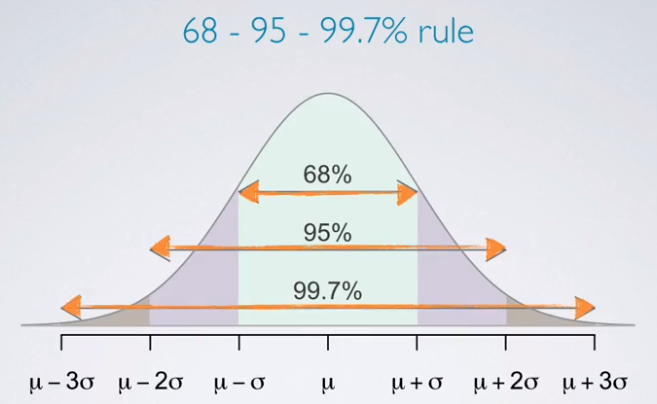 68 - 95 - 99.7% rule
68%
95%
99.7%
μ − 3σ μ − 2σ μ − σ μ μ + σ μ + 2σ μ + 3σ